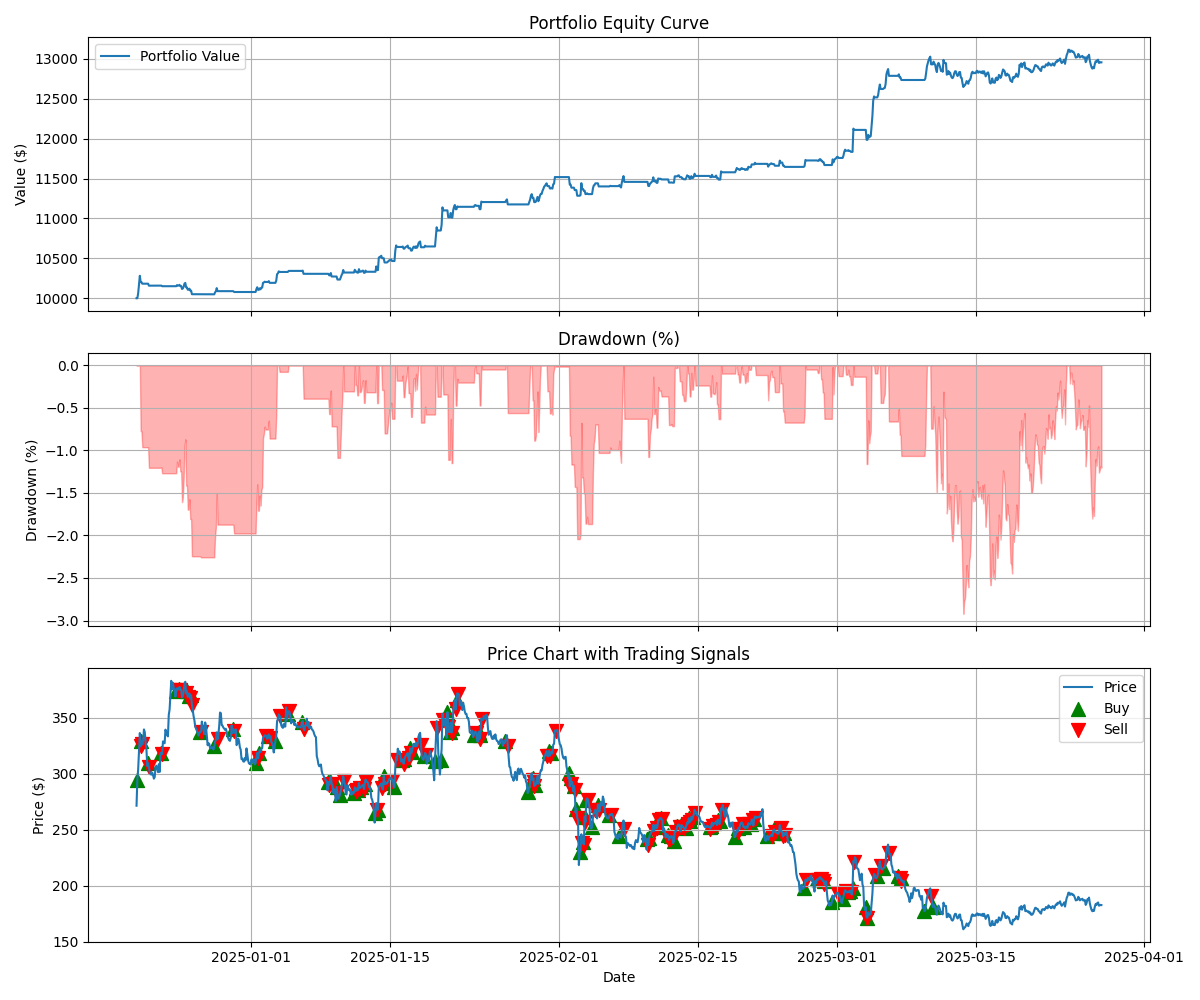 Portfolio Equity Curve
Value ($)
13000
12500
12000
11500
11000
10500
10000
Portfolio Value
Drawdown (%)
Drawdown (%)
0.0
−0.5
−1.0
−1.5
−2.0
−2.5
−3.0
Price Chart with Trading Signals
Price ($)
350
300
250
200
150
Price
Buy
Sell
2025-01-01 2025-01-15 2025-02-01 2025-02-15 2025-03-01 2025-03-15 2025-04-01
Date